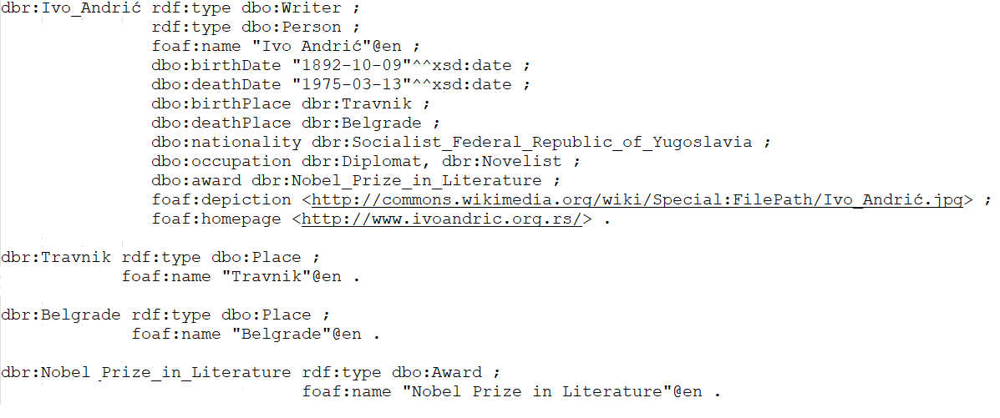 dbr:Ivo_Andrić rdf:type dbo:Writer ;
rdf:type dbo:Person ;
foaf:name "Ivo Andrić"@en ;
dbo:birthDate "1892-10-09"^^xsd:date ;
dbo:deathDate "1975-03-13"^^xsd:date ;
dbo:birthPlace dbr:Travnik ;
dbo:deathPlace dbr:Belgrade ;
dbo:nationality dbr:Socialist_Federal_Republic_of_Yugoslavia ;
dbo:occupation dbr:Diplomat, dbr:Novelist ;
dbo:award dbr:Nobel_Prize_in_Literature ;
foaf:depiction <http://commons.wikimedia.org/wiki/Special:FilePath/Ivo_Andrić.jpg> ;
foaf:homepage <http://www.ivoandric.org.rs/> .
dbr:Travnik rdf:type dbo:Place ;
foaf:name "Travnik"@en .
dbr:Belgrade rdf:type dbo:Place ;
foaf:name "Belgrade"@en .
dbr:Nobel_Prize_in_Literature rdf:type dbo:Award ;
foaf:name "Nobel Prize in Literature"@en .